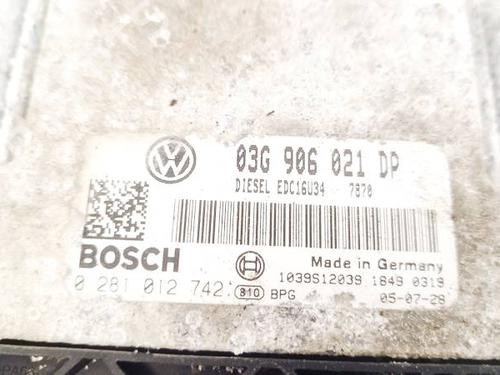 03G 906 021 DP
DIESEL EDC16U34 7870
BOSCH
Made in Germany
0 281 012 742
1039S12039 1849 0319
810 BPG
05-07-28